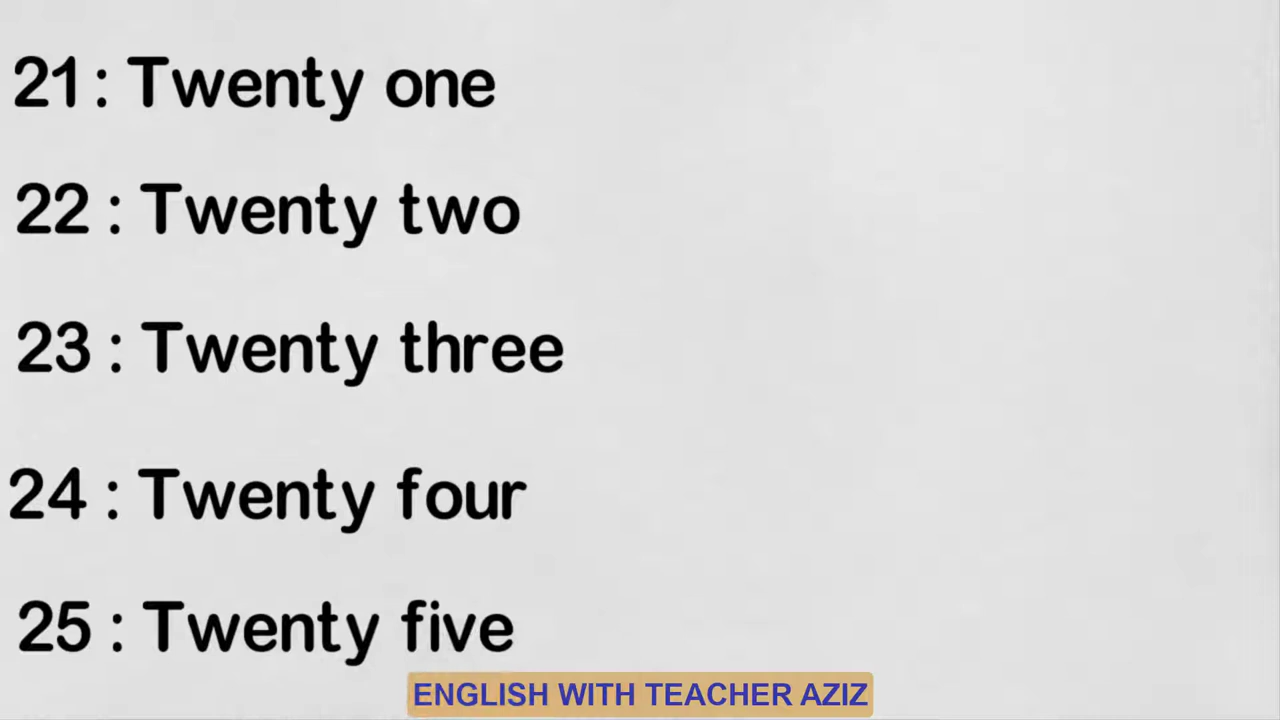 21: Twenty one
22 : Twenty two
23 : Twenty three
24 : Twenty four
25 : Twenty five
ENGLISH WITH TEACHER AZIZ